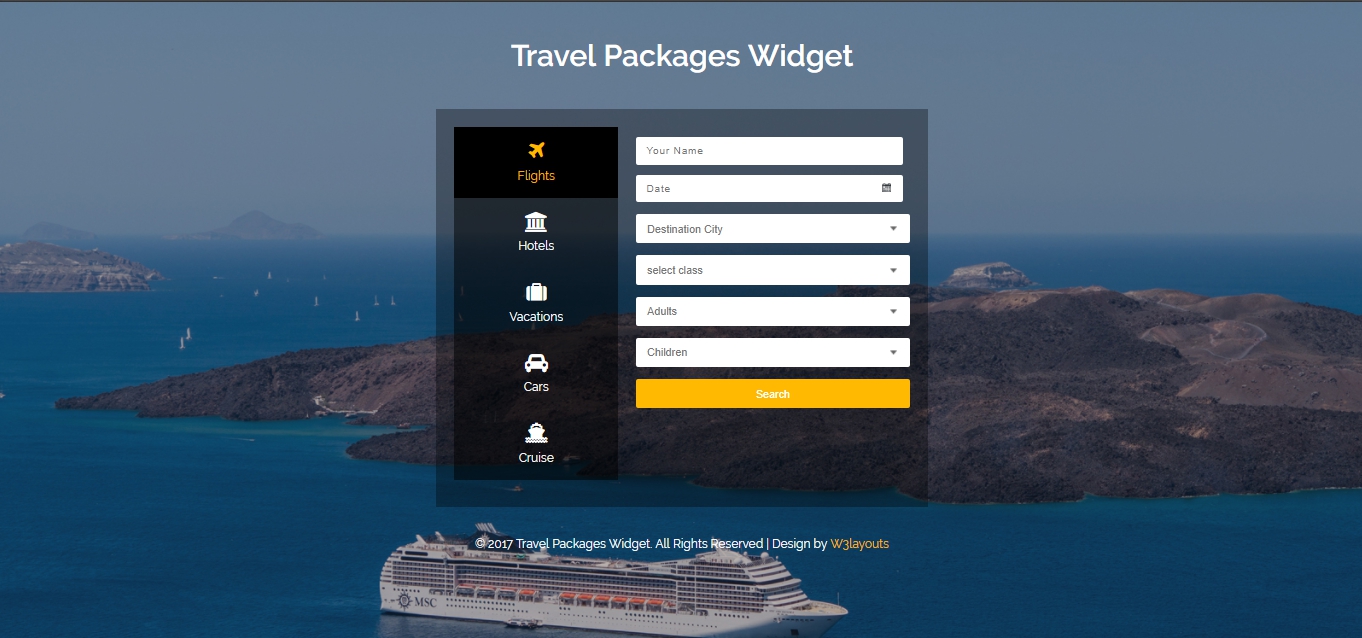 Travel Packages Widget
Flights
Hotels
Vacations
Cars
Cruise
Your Name
Date
Destination City
select class
Adults
Children
Search
© 2017 Travel Packages Widget. All Rights Reserved | Design by W3layouts
MSC